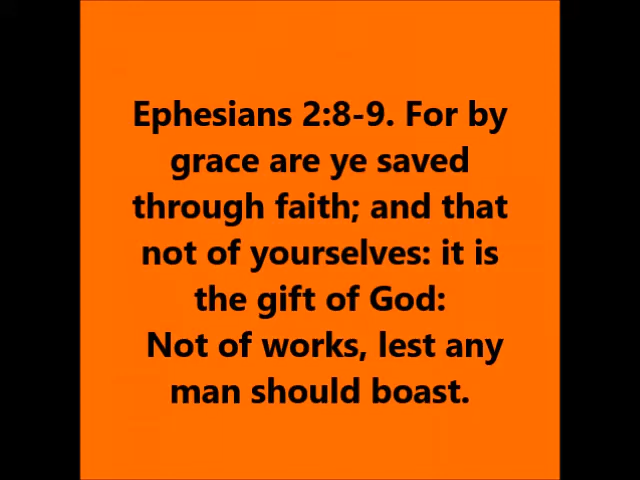 Ephesians 2:8-9. For by
grace are ye saved
through faith; and that
not of yourselves: it is
the gift of God:
Not of works, lest any
man should boast.